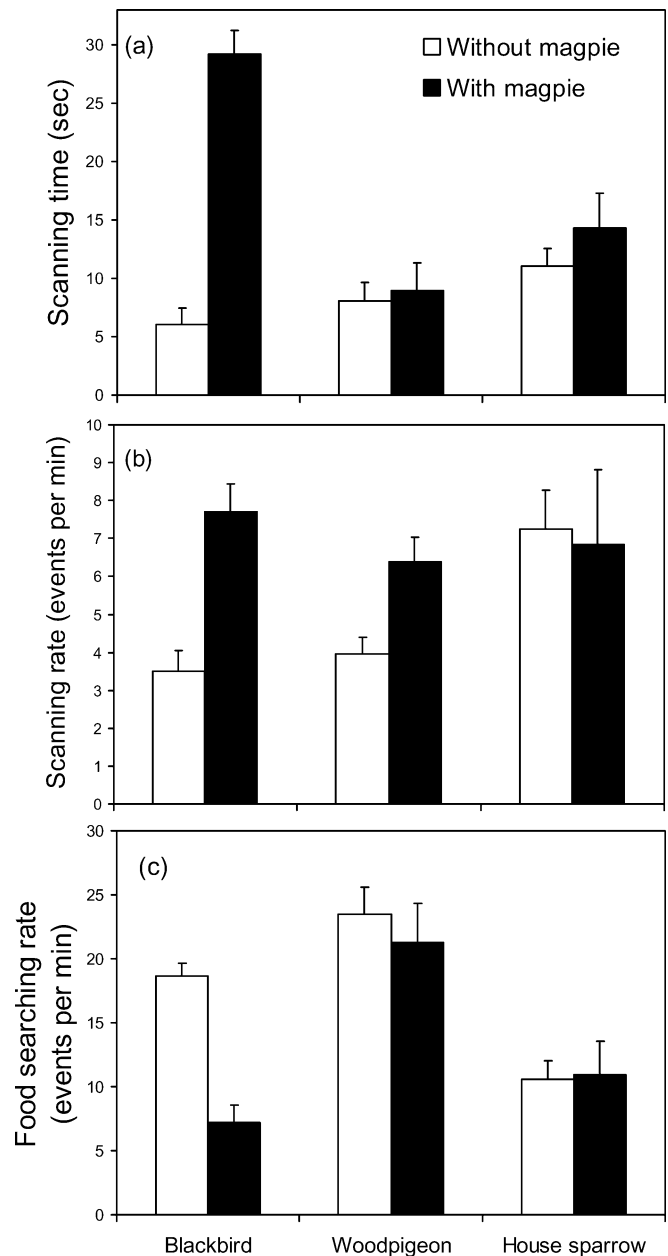 (a)
Without magpie
With magpie
Scanning time (sec)
30
25
20
15
10
5
0
(b)
Scanning rate (events per min)
10
9
8
7
6
5
4
3
2
1
0
(c)
Food searching rate
(events per min)
30
25
20
15
10
5
0
Blackbird
Woodpigeon
House sparrow